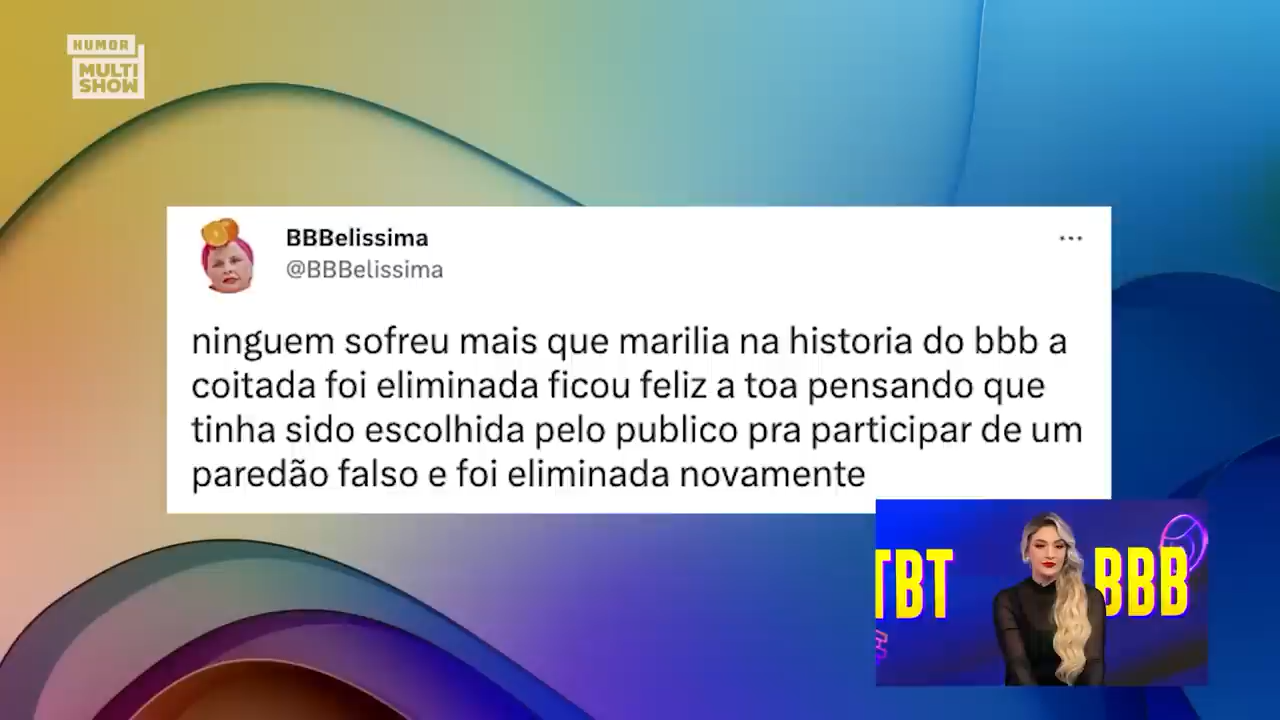 HUMOR
MULTI
SHOW
BBBelissima
@BBBelissima
ninguem sofreu mais que marilia na historia do bbb a
coitada foi eliminada ficou feliz a toa pensando que
tinha sido escolhida pelo publico pra participar de um
paredão falso e foi eliminada novamente
TBT
BBB